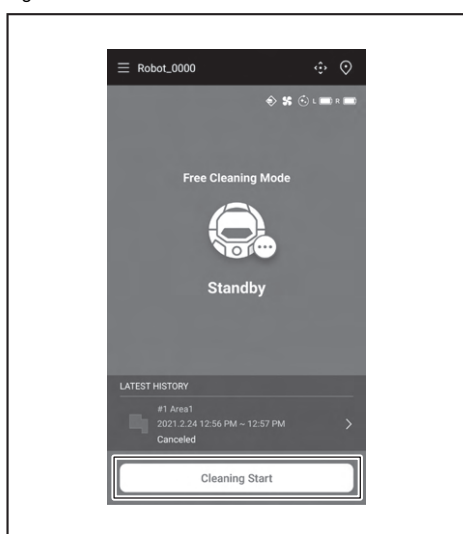 Robot_0000
L R
Free Cleaning Mode
Standby
LATEST HISTORY
#1 Area1
2021.2.24 12:56 PM ~ 12:57 PM
Canceled
Cleaning Start